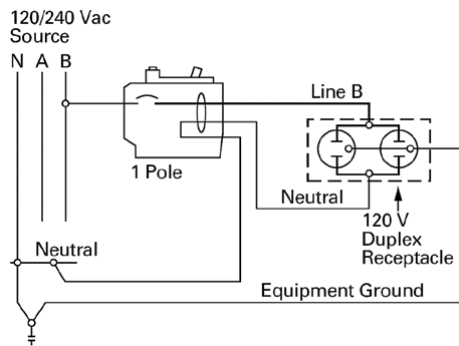 120/240 Vac
Source
N A B
Line B
1 Pole
Neutral
120 V
Duplex
Receptacle
Neutral
Equipment Ground